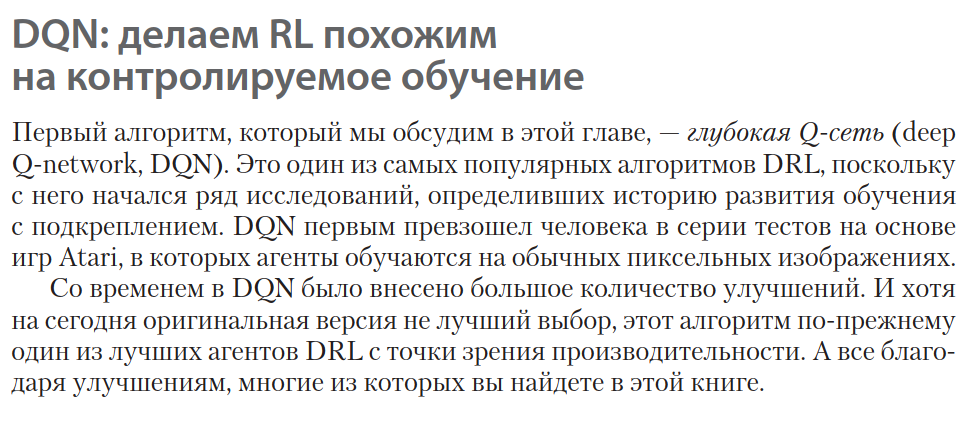 DQN: делаем RL похожим
на контролируемое обучение
Первый алгоритм, который мы обсудим в этой главе, — глубокая Q-сеть (deep
Q-network, DQN). Это один из самых популярных алгоритмов DRL, поскольку
с него начался ряд исследований, определивших историю развития обучения
с подкреплением. DQN первым превзошел человека в серии тестов на основе
игр Atari, в которых агенты обучаются на обычных пиксельных изображениях.
Со временем в DQN было внесено большое количество улучшений. И хотя
на сегодня оригинальная версия не лучший выбор, этот алгоритм по-прежнему
один из лучших агентов DRL с точки зрения производительности. А все благо-
даря улучшениям, многие из которых вы найдете в этой книге.